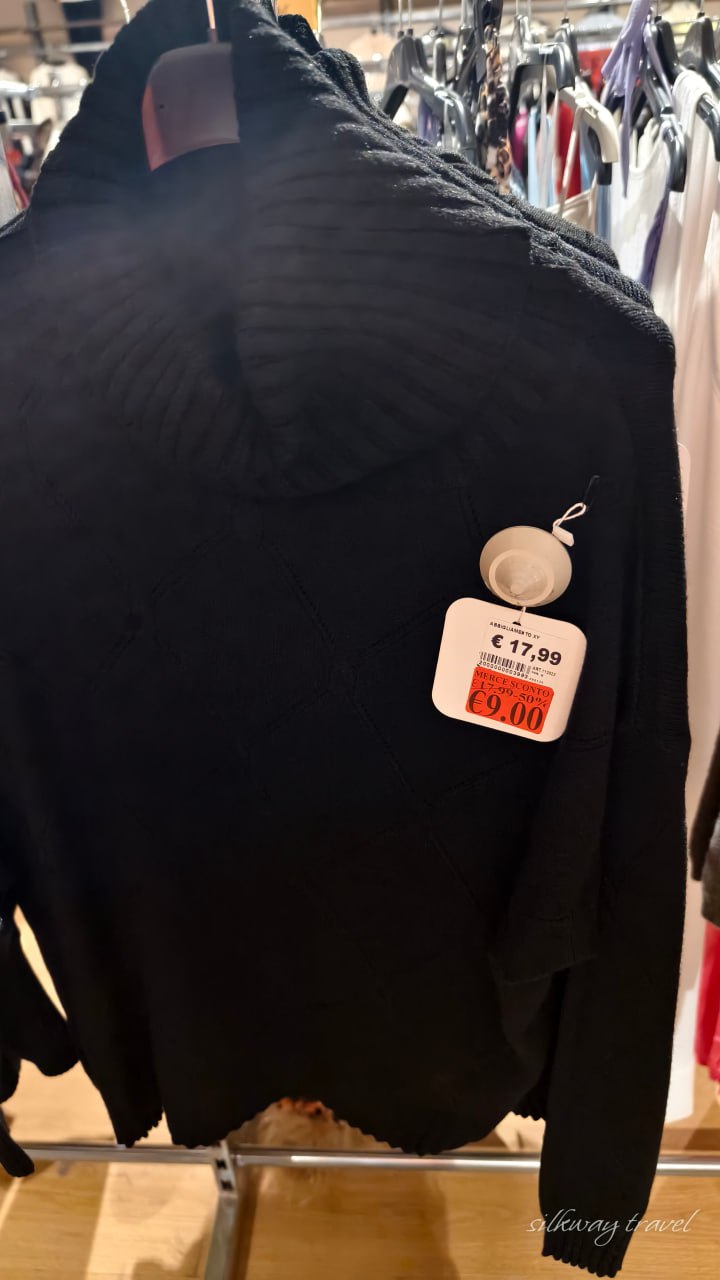 ABBIGLIAMENTO XY
€ 17,99
MERCE SCONTO
€ 17.99-50%
€9.00
silkway travel